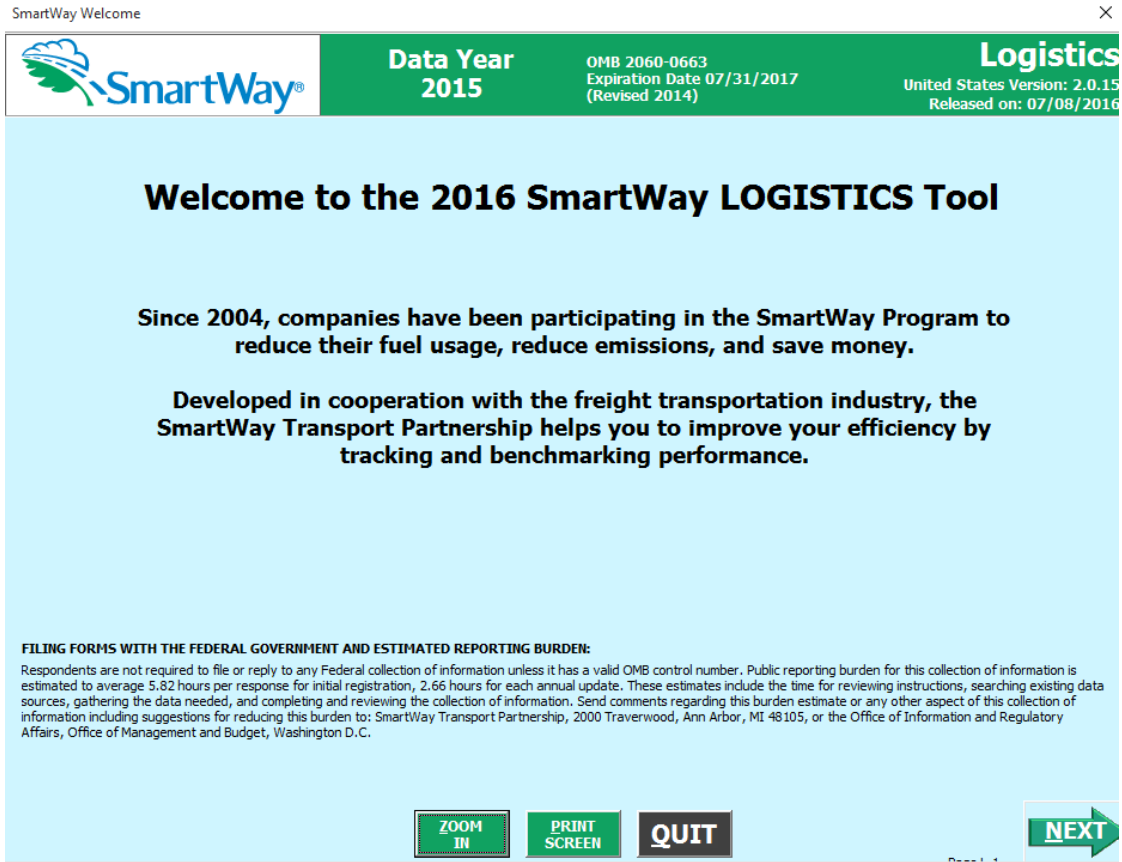 SmartWay Welcome
SmartWay®
Data Year
2015
OMB 2060-0663
Expiration Date 07/31/2017
(Revised 2014)
Logistics
United States Version: 2.0.15
Released on: 07/08/2016
Welcome to the 2016 SmartWay LOGISTICS Tool
Since 2004, companies have been participating in the SmartWay Program to
reduce their fuel usage, reduce emissions, and save money.
Developed in cooperation with the freight transportation industry, the
SmartWay Transport Partnership helps you to improve your efficiency by
tracking and benchmarking performance.
FILING FORMS WITH THE FEDERAL GOVERNMENT AND ESTIMATED REPORTING BURDEN:
Respondents are not required to file or reply to any Federal collection of information unless it has a valid OMB control number. Public reporting burden for this collection of information is
estimated to average 5.82 hours per response for initial registration, 2.66 hours for each annual update. These estimates include the time for reviewing instructions, searching existing data
sources, gathering the data needed, and completing and reviewing the collection of information. Send comments regarding this burden estimate or any other aspect of this collection of
information including suggestions for reducing this burden to: SmartWay Transport Partnership, 2000 Traverwood, Ann Arbor, MI 48105, or the Office of Information and Regulatory
Affairs, Office of Management and Budget, Washington D.C.
ZOOM
IN
PRINT
SCREEN
QUIT
NEXT